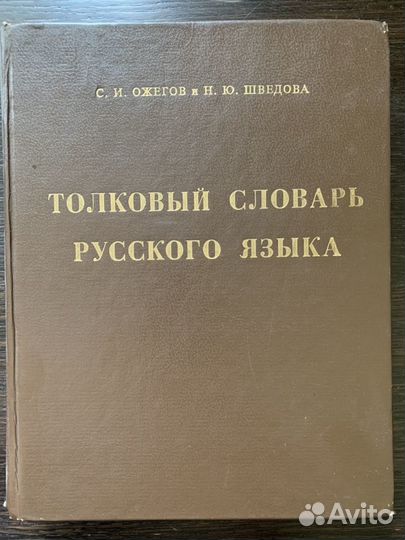 С. И. ОЖЕГОВ и Н. Ю. ШВЕДОВА
ТОЛКОВЫЙ СЛОВАРЬ
РУССКОГО ЯЗЫКА
Avito